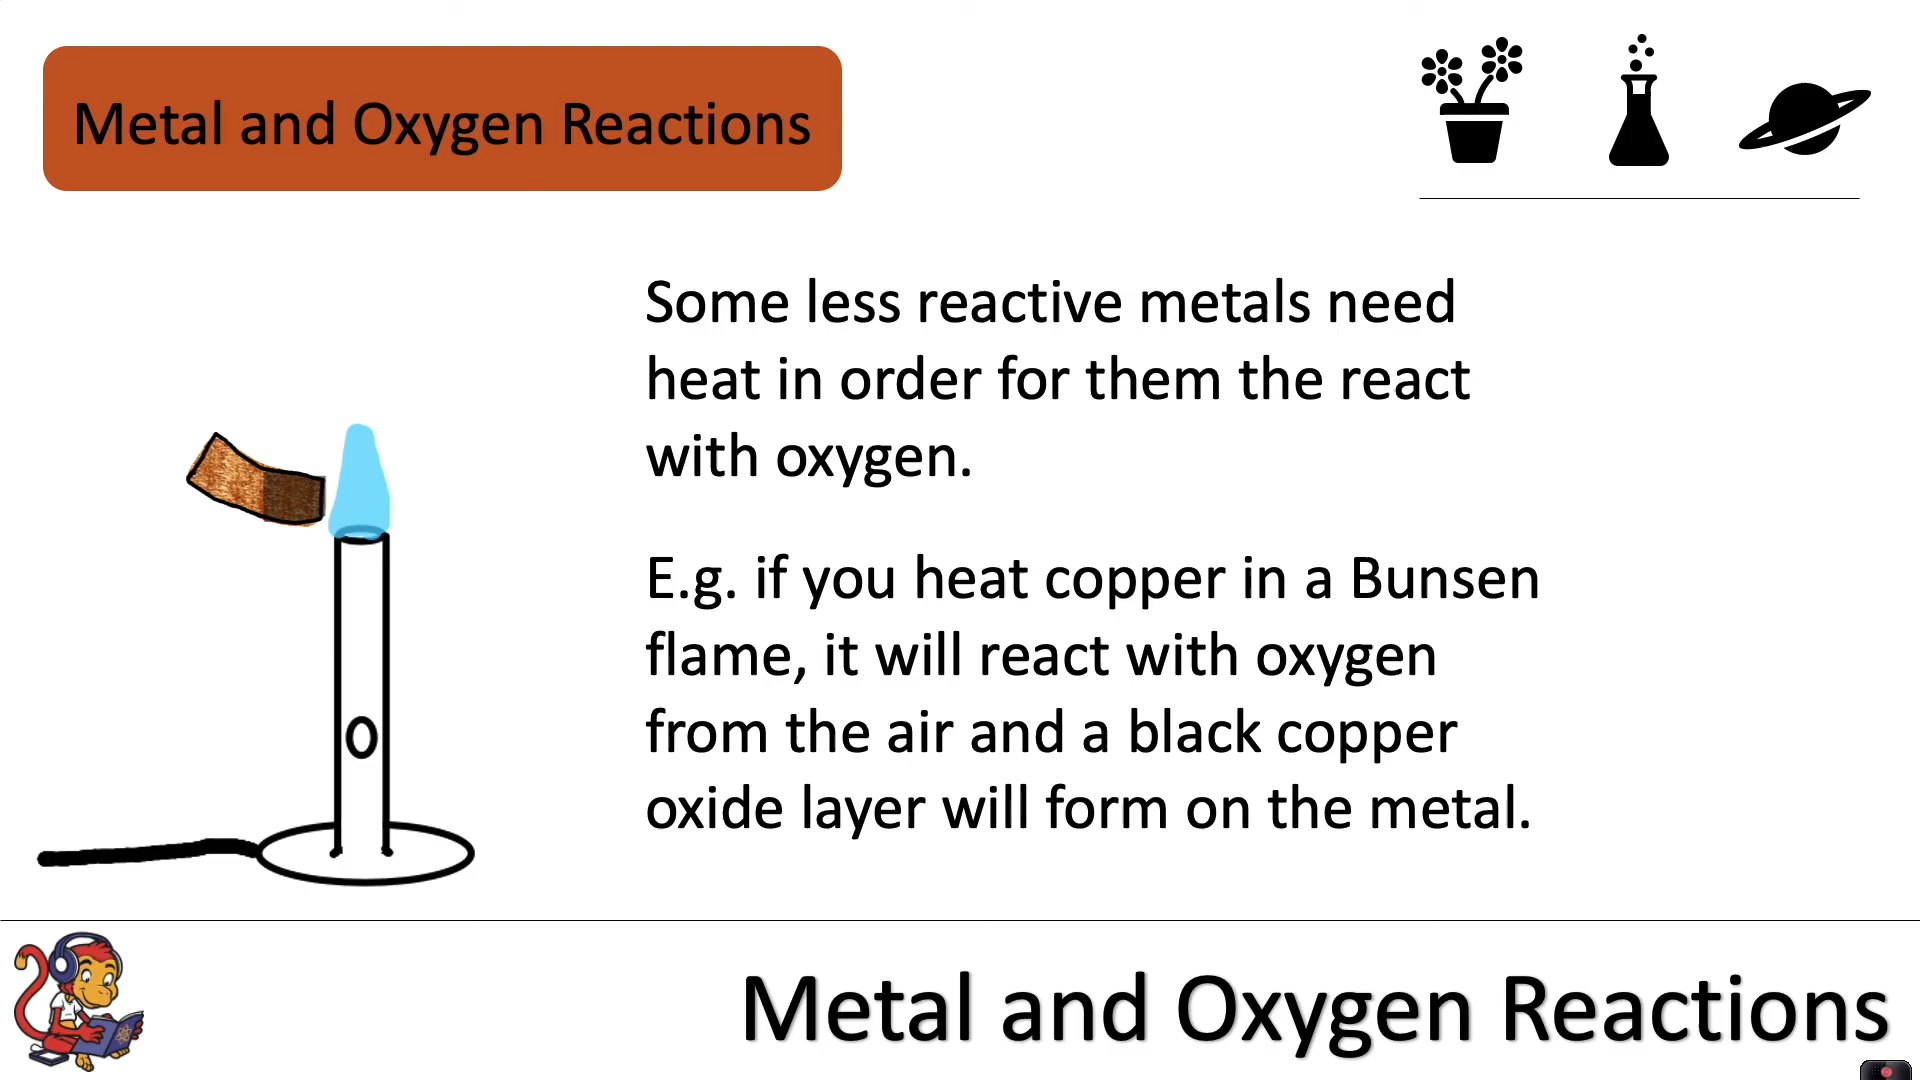 Metal and Oxygen Reactions
Some less reactive metals need
heat in order for them the react
with oxygen.
E.g. if you heat copper in a Bunsen
flame, it will react with oxygen
from the air and a black copper
oxide layer will form on the metal.
Metal and Oxygen Reactions